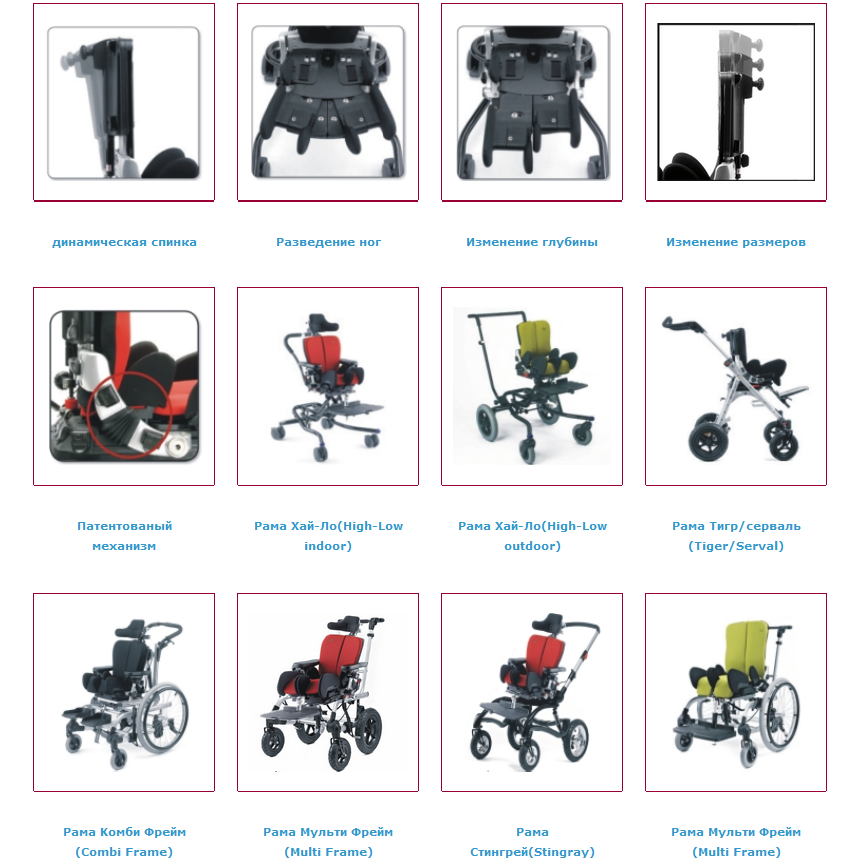 динамическая спинка
Разведение ног
Изменение глубины
Изменение размеров
Патентованый
механизм
Рама Хай-Ло(High-Low
indoor)
Рама Хай-Ло(High-Low
outdoor)
Рама Тигр/серваль
(Tiger/Serval)
Рама Комби Фрейм
(Combi Frame)
Рама Мульти Фрейм
(Multi Frame)
Рама
Стингрей(Stingray)
Рама Мульти Фрейм
(Multi Frame)